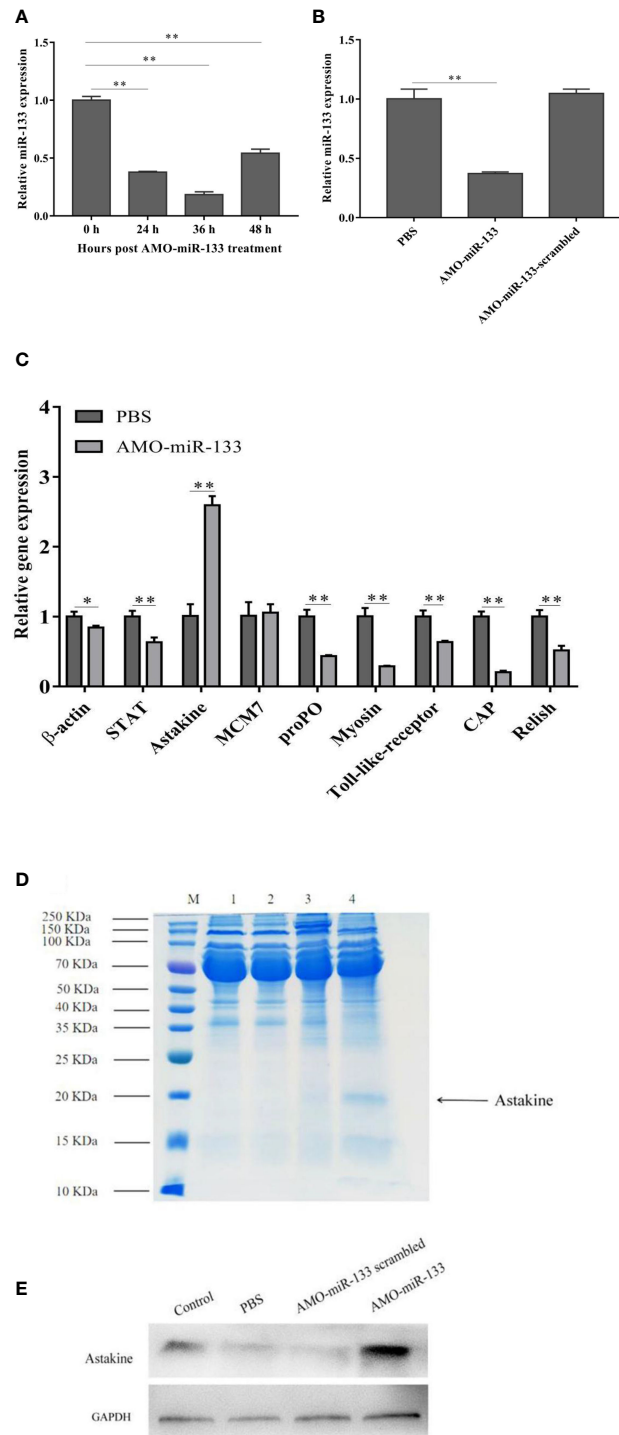 A
Relative miR-133 expression
1.5
1.0
0.5
0.0
**
**
**
0 h 24 h 36 h 48 h
Hours post AMO-miR-133 treatment
B
Relative miR-133 expression
1.5
1.0
0.5
0.0
**
PBS
AMO-miR-133
AMO-miR-133-scrambled
C
Relative gene expression
4
3
2
1
0
PBS
AMO-miR-133
*
**
**
**
**
**
**
**
β-actin
STAT
Astakine
MCM7
proPO
Myosin
Toll-like-receptor
CAP
Relish
D
M 1 2 3 4
250 KDa
150 KDa
100 KDa
70 KDa
50 KDa
40 KDa
35 KDa
25 KDa
20 KDa
15 KDa
10 KDa
Astakine
E
Control
PBS
AMO-miR-133 scrambled
AMO-miR-133
Astakine
GAPDH